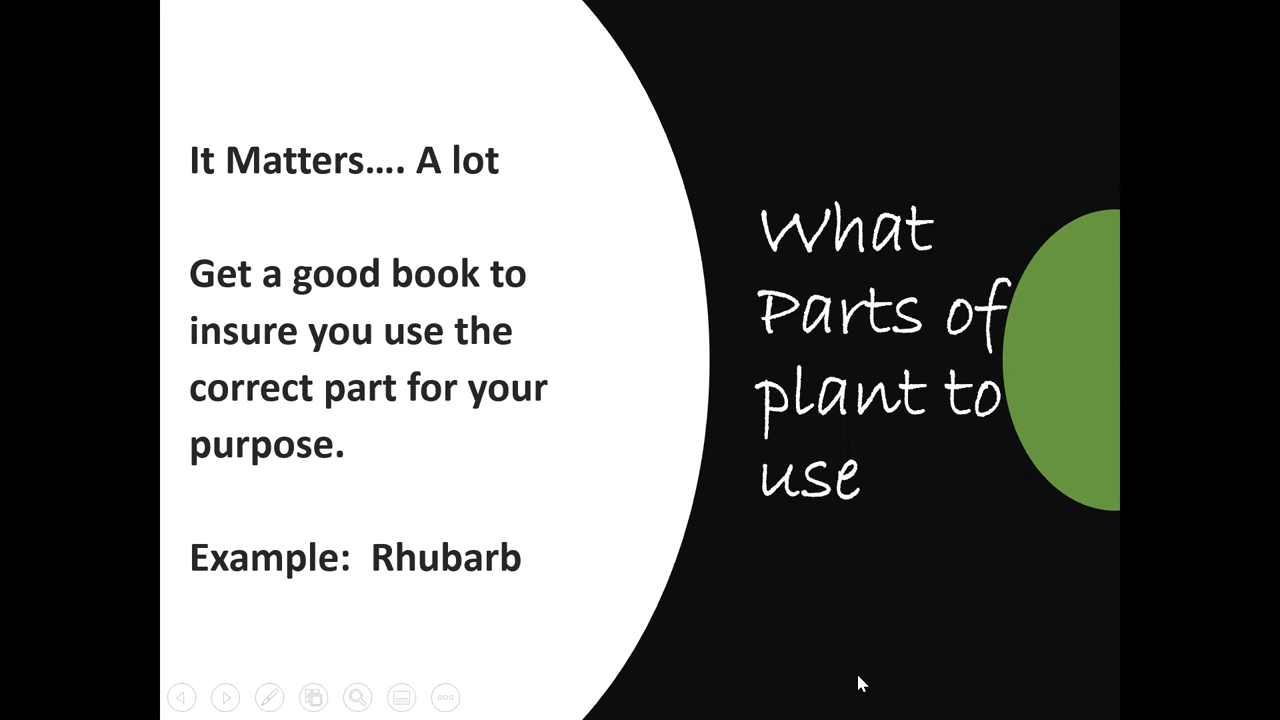 It Matters.... A lot
Get a good book to
insure you use the
correct part for your
purpose.
Example:  Rhubarb
What
Parts of
plant to
use